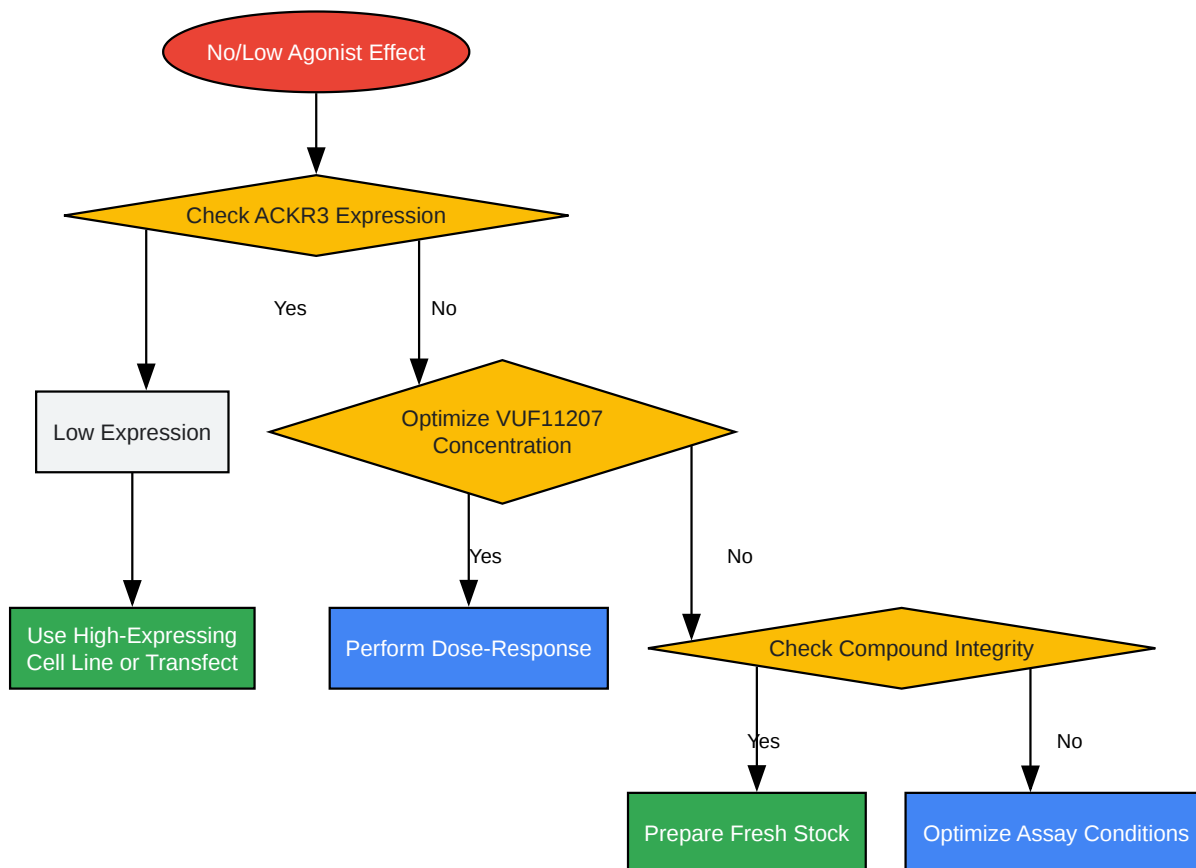 No/Low Agonist Effect
Check ACKR3 Expression
Yes
No
Low Expression
Optimize VUF11207
Concentration
Yes
No
Use High-Expressing
Cell Line or Transfect
Perform Dose-Response
Check Compound Integrity
Yes
No
Prepare Fresh Stock
Optimize Assay Conditions